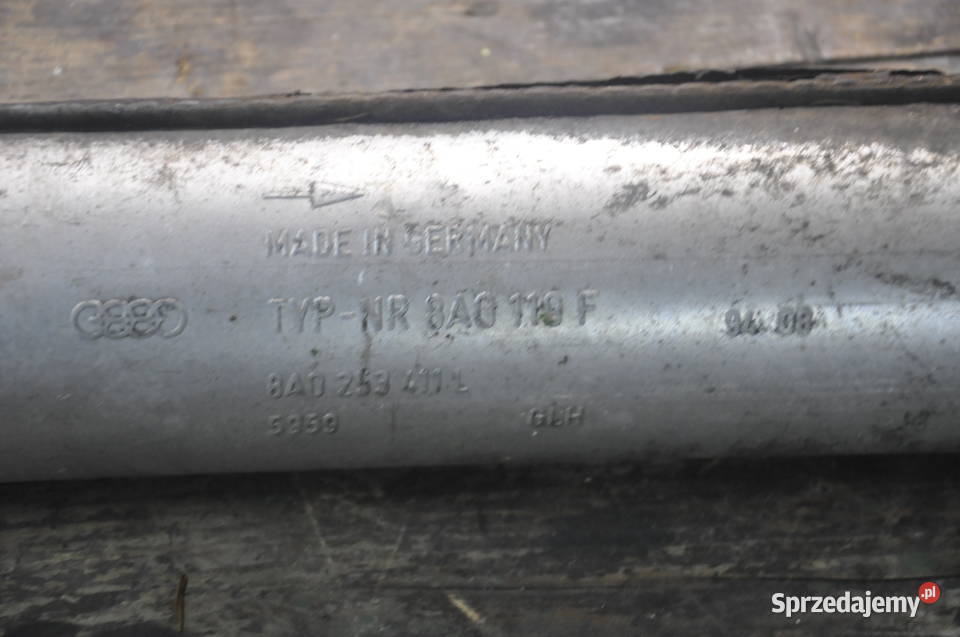 MADE IN GERMANY
TYP-NR 8A0 119 F 94 08
8A0 253 411 L
5959 GLH
Sprzedajemy.pl